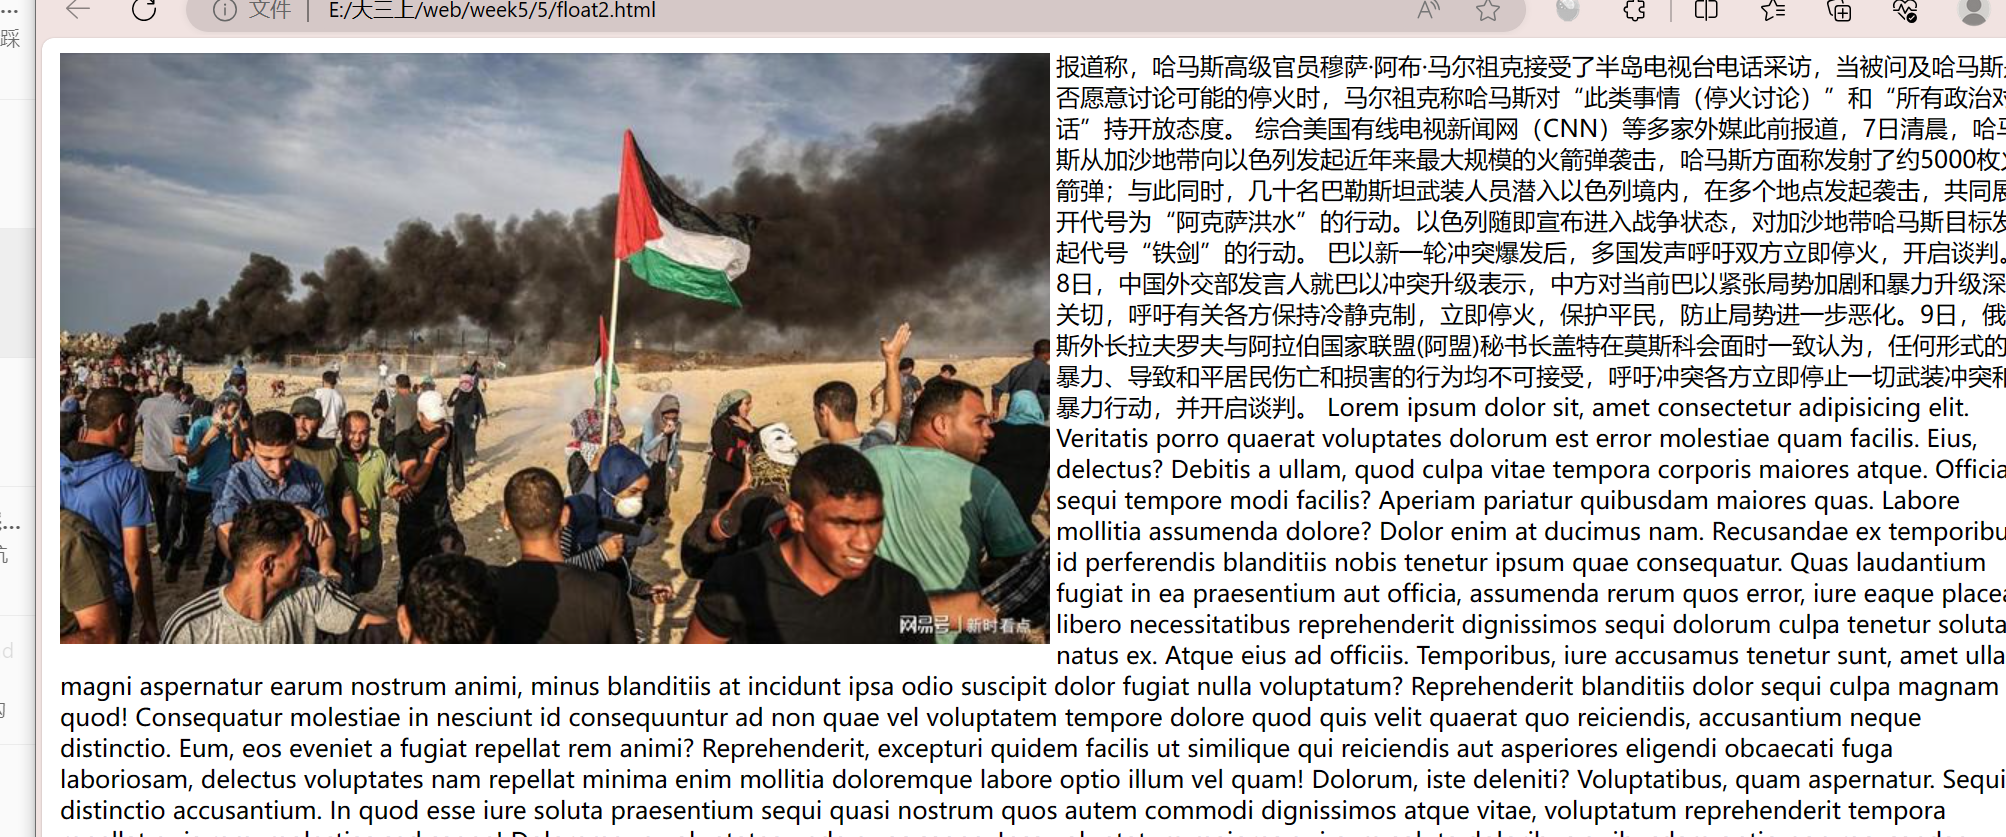 文件 E:/大三上/web/week5/5/float2.html
踩
报道称，哈马斯高级官员穆萨·阿布·马尔祖克接受了半岛电视台电话采访，当被问及哈马斯
否愿意讨论可能的停火时，马尔祖克称哈马斯对“此类事情（停火讨论）”和“所有政治对
话”持开放态度。 综合美国有线电视新闻网（CNN）等多家外媒此前报道，7日清晨，哈马
斯从加沙地带向以色列发起近年来最大规模的火箭弹袭击，哈马斯方面称发射了约5000枚火
箭弹；与此同时，几十名巴勒斯坦武装人员潜入以色列境内，在多个地点发起袭击，共同展
开代号为“阿克萨洪水”的行动。以色列随即宣布进入战争状态，对加沙地带哈马斯目标发
起代号“铁剑”的行动。 巴以新一轮冲突爆发后，多国发声呼吁双方立即停火，开启谈判。
8日，中国外交部发言人就巴以冲突升级表示，中方对当前巴以紧张局势加剧和暴力升级深
关切，呼吁有关各方保持冷静克制，立即停火，保护平民，防止局势进一步恶化。9日，俄
斯外长拉夫罗夫与阿拉伯国家联盟(阿盟)秘书长盖特在莫斯科会面时一致认为，任何形式的
暴力、导致和平居民伤亡和损害的行为均不可接受，呼吁冲突各方立即停止一切武装冲突和
暴力行动，并开启谈判。 Lorem ipsum dolor sit, amet consectetur adipisicing elit.
Veritatis porro quaerat voluptates dolorum est error molestiae quam facilis. Eius,
delectus? Debitis a ullam, quod culpa vitae tempora corporis maiores atque. Officia
sequi tempore modi facilis? Aperiam pariatur quibusdam maiores quas. Labore
mollitia assumenda dolore? Dolor enim at ducimus nam. Recusandae ex temporibu
id perferendis blanditiis nobis tenetur ipsum quae consequatur. Quas laudantium
fugiat in ea praesentium aut officia, assumenda rerum quos error, iure eaque placea
libero necessitatibus reprehenderit dignissimos sequi dolorum culpa tenetur soluta
natus ex. Atque eius ad officiis. Temporibus, iure accusamus tenetur sunt, amet ulla
网易号 | 新时看点
magni aspernatur earum nostrum animi, minus blanditiis at incidunt ipsa odio suscipit dolor fugiat nulla voluptatum? Reprehenderit blanditiis dolor sequi culpa magnam
quod! Consequatur molestiae in nesciunt id consequuntur ad non quae vel voluptatem tempore dolore quod quis velit quaerat quo reiciendis, accusantium neque
distinctio. Eum, eos eveniet a fugiat repellat rem animi? Reprehenderit, excepturi quidem facilis ut similique qui reiciendis aut asperiores eligendi obcaecati fuga
laboriosam, delectus voluptates nam repellat minima enim mollitia doloremque labore optio illum vel quam! Dolorum, iste deleniti? Voluptatibus, quam aspernatur. Sequi
distinctio accusantium. In quod esse iure soluta praesentium sequi quasi nostrum quos autem commodi dignissimos atque vitae, voluptatum reprehenderit tempora